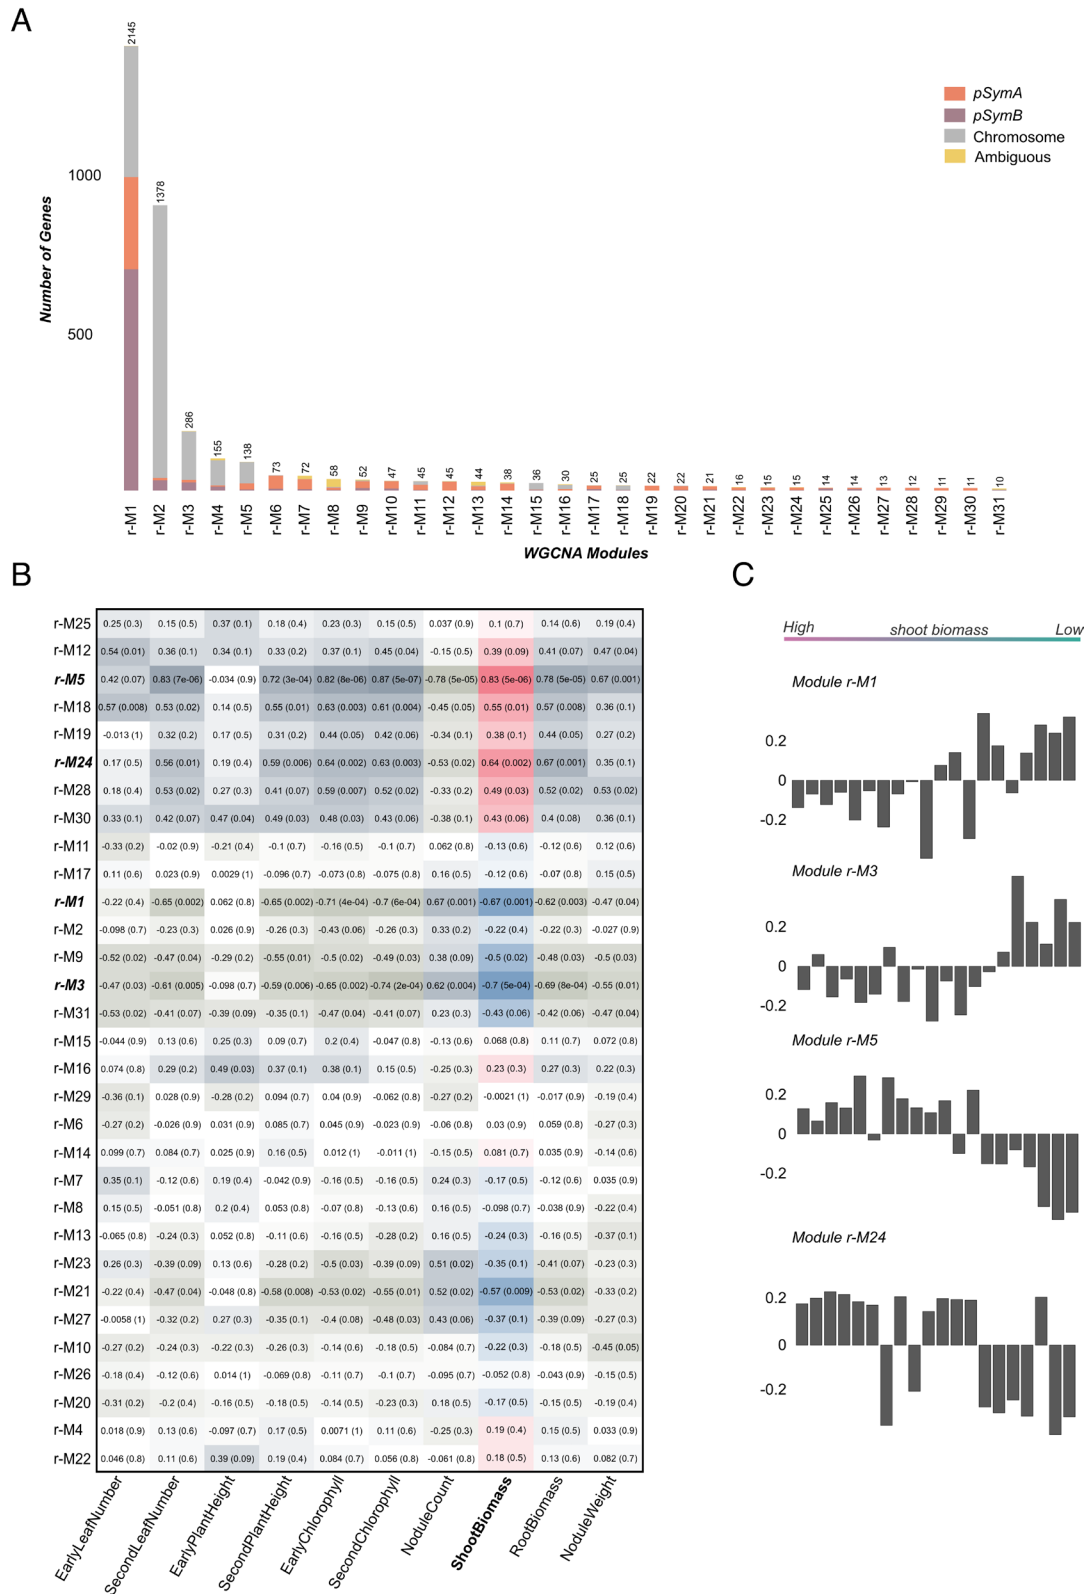 A
2145
1378
286
155
138
73
72
58
52
47
45
45
44
38
36
30
25
25
22
22
21
16
15
15
14
14
13
12
11
11
10
pSymA
pSymB
Chromosome
Ambiguous
1000
500
Number of Genes
r-M1 r-M2 r-M3 r-M4 r-M5 r-M6 r-M7 r-M8 r-M9 r-M10 r-M11 r-M12 r-M13 r-M14 r-M15 r-M16 r-M17 r-M18 r-M19 r-M20 r-M21 r-M22 r-M23 r-M24 r-M25 r-M26 r-M27 r-M28 r-M29 r-M30 r-M31
WGCNA Modules
B
r-M25 0.25 (0.3) 0.15 (0.5) 0.37 (0.1) 0.18 (0.4) 0.23 (0.3) 0.15 (0.5) 0.037 (0.9) 0.1 (0.7) 0.14 (0.6) 0.19 (0.4)
r-M12 0.54 (0.01) 0.36 (0.1) 0.34 (0.1) 0.33 (0.2) 0.37 (0.1) 0.45 (0.04) -0.15 (0.5) 0.39 (0.09) 0.41 (0.07) 0.47 (0.04)
r-M5 0.42 (0.07) 0.83 (7e-06) -0.034 (0.9) 0.72 (3e-04) 0.82 (8e-06) 0.87 (5e-07) -0.78 (5e-05) 0.83 (5e-06) 0.78 (5e-05) 0.67 (0.001)
r-M18 0.57 (0.008) 0.53 (0.02) 0.14 (0.5) 0.55 (0.01) 0.63 (0.003) 0.61 (0.004) -0.45 (0.05) 0.55 (0.01) 0.57 (0.008) 0.36 (0.1)
r-M19 -0.013 (1) 0.32 (0.2) 0.17 (0.5) 0.31 (0.2) 0.44 (0.05) 0.42 (0.06) -0.34 (0.1) 0.38 (0.1) 0.44 (0.05) 0.27 (0.2)
r-M24 0.17 (0.5) 0.56 (0.01) 0.19 (0.4) 0.59 (0.006) 0.64 (0.002) 0.63 (0.003) -0.53 (0.02) 0.64 (0.002) 0.67 (0.001) 0.35 (0.1)
r-M28 0.18 (0.4) 0.53 (0.02) 0.27 (0.3) 0.41 (0.07) 0.59 (0.007) 0.52 (0.02) -0.33 (0.2) 0.49 (0.03) 0.52 (0.02) 0.53 (0.02)
r-M30 0.33 (0.1) 0.42 (0.07) 0.47 (0.04) 0.49 (0.03) 0.48 (0.03) 0.43 (0.06) -0.38 (0.1) 0.43 (0.06) 0.4 (0.08) 0.36 (0.1)
r-M11 -0.33 (0.2) -0.02 (0.9) -0.21 (0.4) -0.1 (0.7) -0.16 (0.5) -0.1 (0.7) 0.062 (0.8) -0.13 (0.6) -0.12 (0.6) 0.12 (0.6)
r-M17 0.11 (0.6) 0.023 (0.9) 0.0029 (1) -0.096 (0.7) -0.073 (0.8) -0.075 (0.8) 0.16 (0.5) -0.12 (0.6) -0.07 (0.8) 0.15 (0.5)
r-M1 -0.22 (0.4) -0.65 (0.002) 0.062 (0.8) -0.65 (0.002) -0.71 (4e-04) -0.7 (6e-04) 0.67 (0.001) -0.67 (0.001) -0.62 (0.003) -0.47 (0.04)
r-M2 -0.098 (0.7) -0.23 (0.3) 0.026 (0.9) -0.26 (0.3) -0.43 (0.06) -0.26 (0.3) 0.33 (0.2) -0.22 (0.4) -0.22 (0.3) -0.027 (0.9)
r-M9 -0.52 (0.02) -0.47 (0.04) -0.29 (0.2) -0.55 (0.01) -0.5 (0.02) -0.49 (0.03) 0.38 (0.09) -0.5 (0.02) -0.48 (0.03) -0.5 (0.03)
r-M3 -0.47 (0.03) -0.61 (0.005) -0.098 (0.7) -0.59 (0.006) -0.65 (0.002) -0.74 (2e-04) 0.62 (0.004) -0.7 (5e-04) -0.69 (8e-04) -0.55 (0.01)
r-M31 -0.53 (0.02) -0.41 (0.07) -0.39 (0.09) -0.35 (0.1) -0.47 (0.04) -0.41 (0.07) 0.23 (0.3) -0.43 (0.06) -0.42 (0.06) -0.47 (0.04)
r-M15 -0.044 (0.9) 0.13 (0.6) 0.25 (0.3) 0.09 (0.7) 0.2 (0.4) -0.047 (0.8) -0.13 (0.6) 0.068 (0.8) 0.11 (0.7) 0.072 (0.8)
r-M16 0.074 (0.8) 0.29 (0.2) 0.49 (0.03) 0.37 (0.1) 0.38 (0.1) 0.15 (0.5) -0.25 (0.3) 0.23 (0.3) 0.27 (0.3) 0.22 (0.3)
r-M29 -0.36 (0.1) 0.028 (0.9) -0.28 (0.2) 0.094 (0.7) 0.04 (0.9) -0.062 (0.8) -0.27 (0.2) -0.0021 (1) -0.017 (0.9) -0.19 (0.4)
r-M6 -0.27 (0.2) -0.026 (0.9) 0.031 (0.9) 0.085 (0.7) 0.045 (0.9) -0.023 (0.9) -0.06 (0.8) 0.03 (0.9) 0.059 (0.8) -0.27 (0.3)
r-M14 0.099 (0.7) 0.084 (0.7) 0.025 (0.9) 0.16 (0.5) 0.012 (1) -0.011 (1) -0.15 (0.5) 0.081 (0.7) 0.035 (0.9) -0.14 (0.6)
r-M7 0.35 (0.1) -0.12 (0.6) 0.19 (0.4) -0.042 (0.9) -0.16 (0.5) -0.16 (0.5) 0.24 (0.3) -0.17 (0.5) -0.12 (0.6) 0.035 (0.9)
r-M8 0.15 (0.5) -0.051 (0.8) 0.2 (0.4) 0.053 (0.8) -0.07 (0.8) -0.13 (0.6) 0.16 (0.5) -0.098 (0.7) -0.038 (0.9) -0.22 (0.4)
r-M13 -0.065 (0.8) -0.24 (0.3) 0.052 (0.8) -0.11 (0.6) -0.16 (0.5) -0.28 (0.2) 0.16 (0.5) -0.24 (0.3) -0.16 (0.5) -0.37 (0.1)
r-M23 0.26 (0.3) -0.39 (0.09) 0.13 (0.6) -0.28 (0.2) -0.5 (0.03) -0.39 (0.09) 0.51 (0.02) -0.35 (0.1) -0.41 (0.07) -0.23 (0.3)
r-M21 -0.22 (0.4) -0.47 (0.04) -0.048 (0.8) -0.58 (0.008) -0.53 (0.02) -0.55 (0.01) 0.52 (0.02) -0.57 (0.009) -0.53 (0.02) -0.33 (0.2)
r-M27 -0.0058 (1) -0.32 (0.2) 0.27 (0.3) -0.35 (0.1) -0.4 (0.08) -0.48 (0.03) 0.43 (0.06) -0.37 (0.1) -0.39 (0.09) -0.27 (0.3)
r-M10 -0.27 (0.2) -0.24 (0.3) -0.22 (0.3) -0.26 (0.3) -0.14 (0.6) -0.18 (0.5) -0.084 (0.7) -0.22 (0.3) -0.18 (0.5) -0.45 (0.05)
r-M26 -0.18 (0.4) -0.12 (0.6) 0.014 (1) -0.069 (0.8) -0.11 (0.7) -0.1 (0.7) -0.095 (0.7) -0.052 (0.8) -0.043 (0.9) -0.15 (0.5)
r-M20 -0.31 (0.2) -0.2 (0.4) -0.16 (0.5) -0.18 (0.5) -0.14 (0.5) -0.23 (0.3) 0.18 (0.5) -0.17 (0.5) -0.15 (0.5) -0.19 (0.4)
r-M4 0.018 (0.9) 0.13 (0.6) -0.097 (0.7) 0.17 (0.5) 0.0071 (1) 0.11 (0.6) -0.25 (0.3) 0.19 (0.4) 0.15 (0.5) 0.033 (0.9)
r-M22 0.046 (0.8) 0.11 (0.6) 0.39 (0.09) 0.19 (0.4) 0.084 (0.7) 0.056 (0.8) -0.061 (0.8) 0.18 (0.5) 0.13 (0.6) 0.082 (0.7)
EarlyLeafNumber
SecondLeafNumber
EarlyPlantHeight
SecondPlantHeight
EarlyChlorophyll
SecondChlorophyll
NoduleCount
ShootBiomass
RootBiomass
NoduleWeight
C
High shoot biomass Low
Module r-M1
0.2
0
-0.2
Module r-M3
0.2
0
-0.2
Module r-M5
0.2
0
-0.2
Module r-M24
0.2
0
-0.2